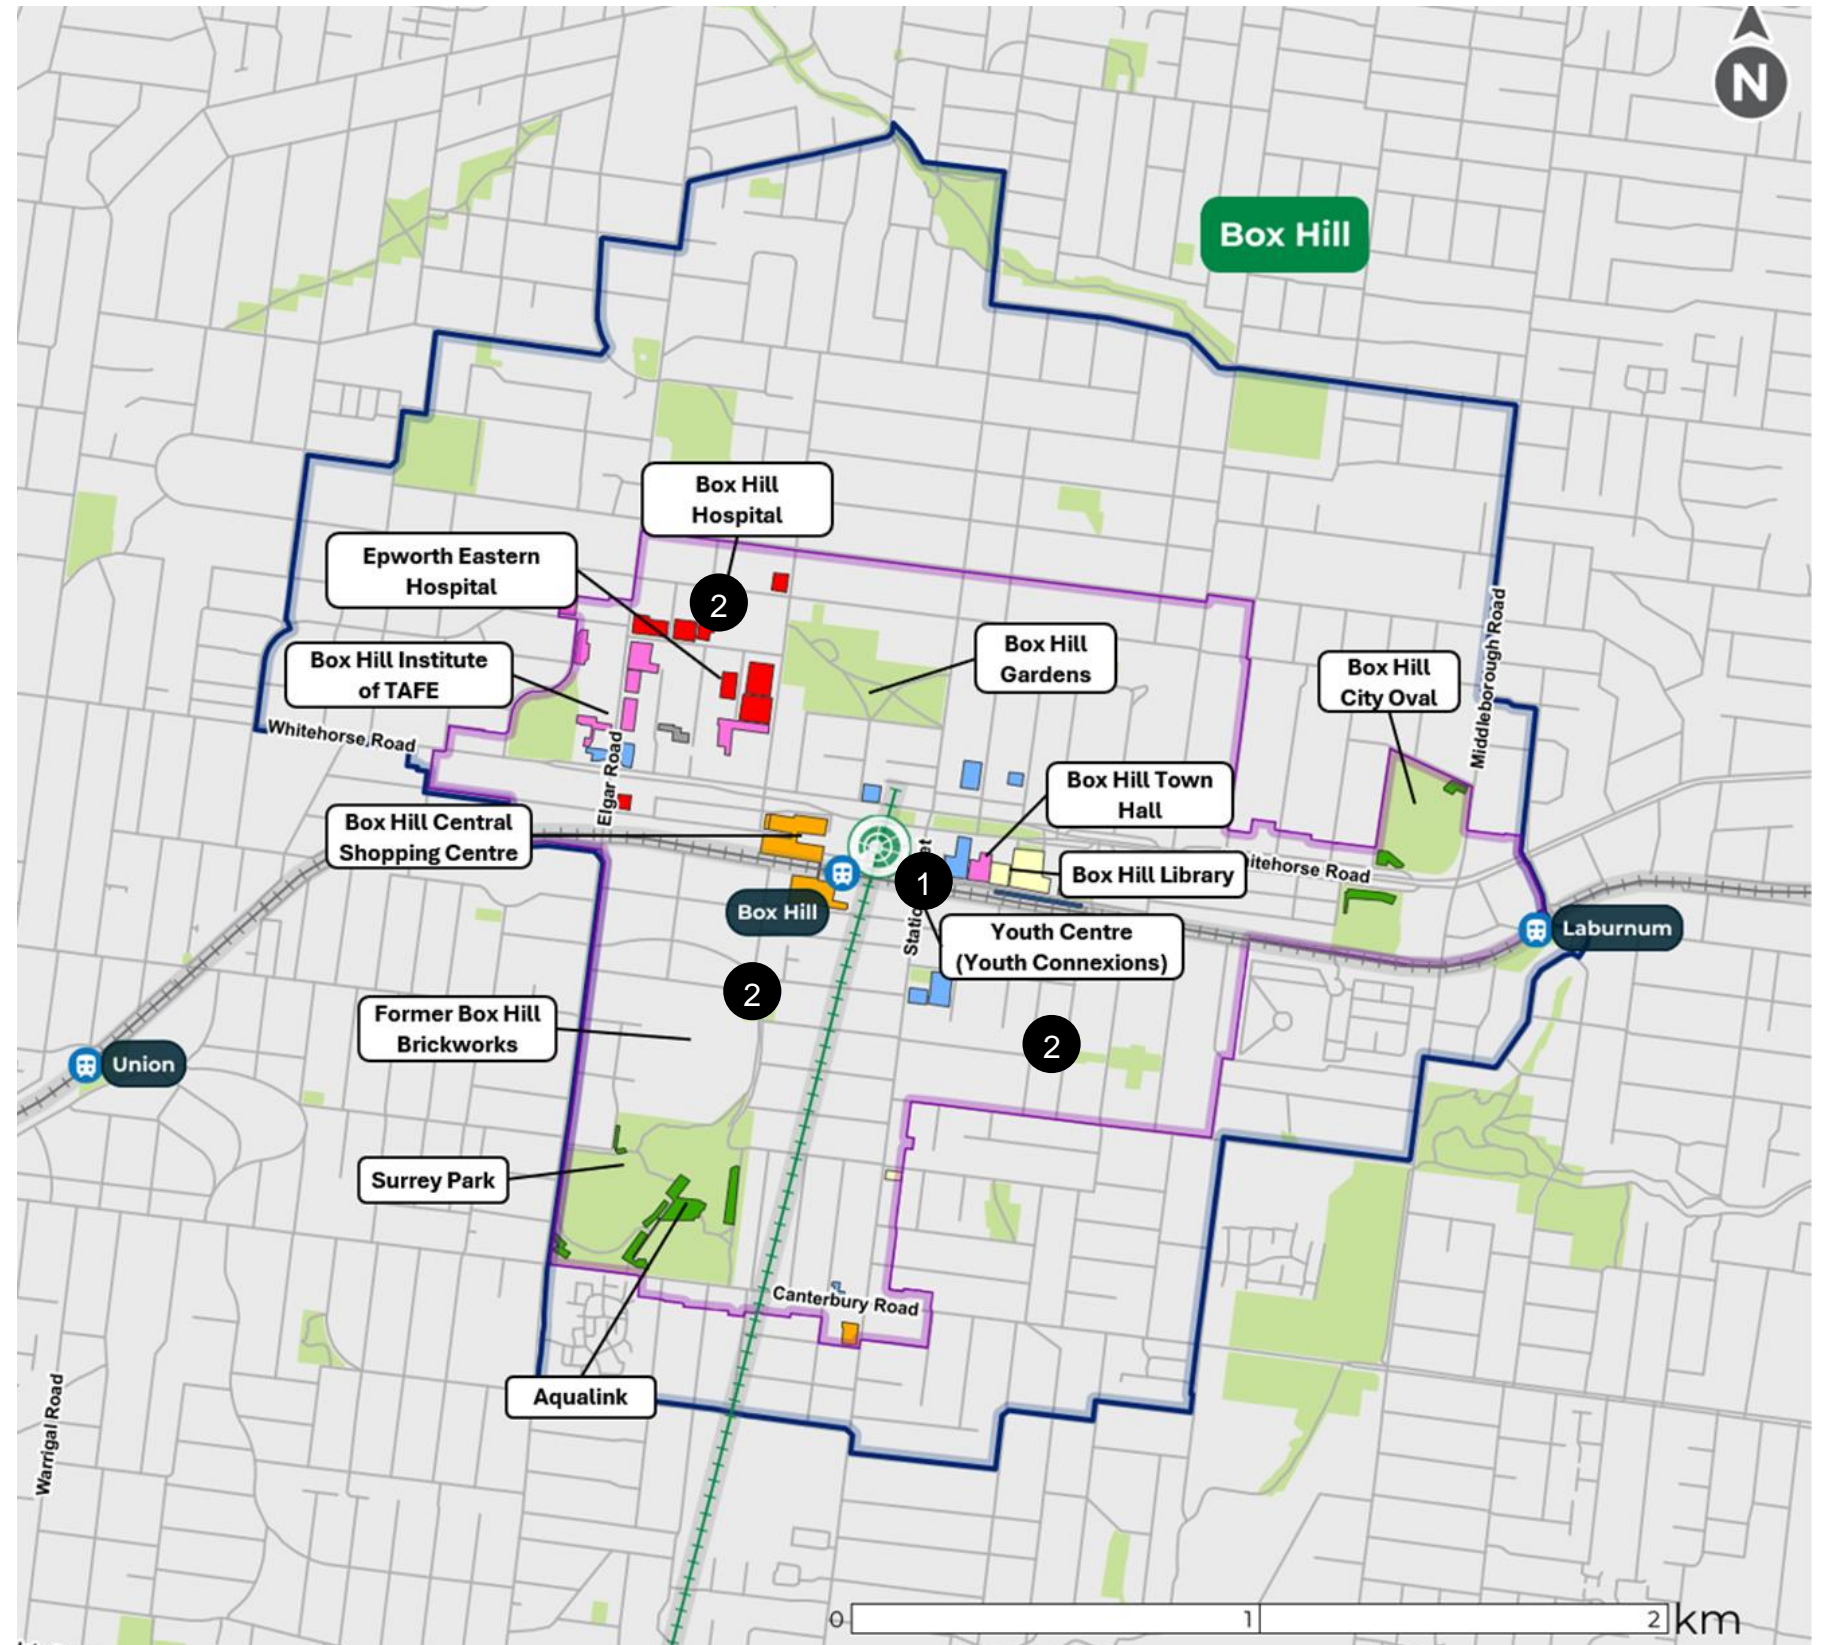 N
Box Hill
Box Hill
Hospital
Epworth Eastern
Hospital
2
Middleborough Road
Box Hill
Gardens
Box Hill Institute
of TAFE
Box Hill
City Oval
Whitehorse Road
Elgar Road
Box Hill Town
Hall
Box Hill Central
Shopping Centre
1
Box Hill Library
Box Hill
Laburnum
Youth Centre
(Youth Connexions)
2
Former Box Hill
Brickworks
2
Union
Surrey Park
Canterbury Road
Aqualink
Warrigal Road
0 1 2 km